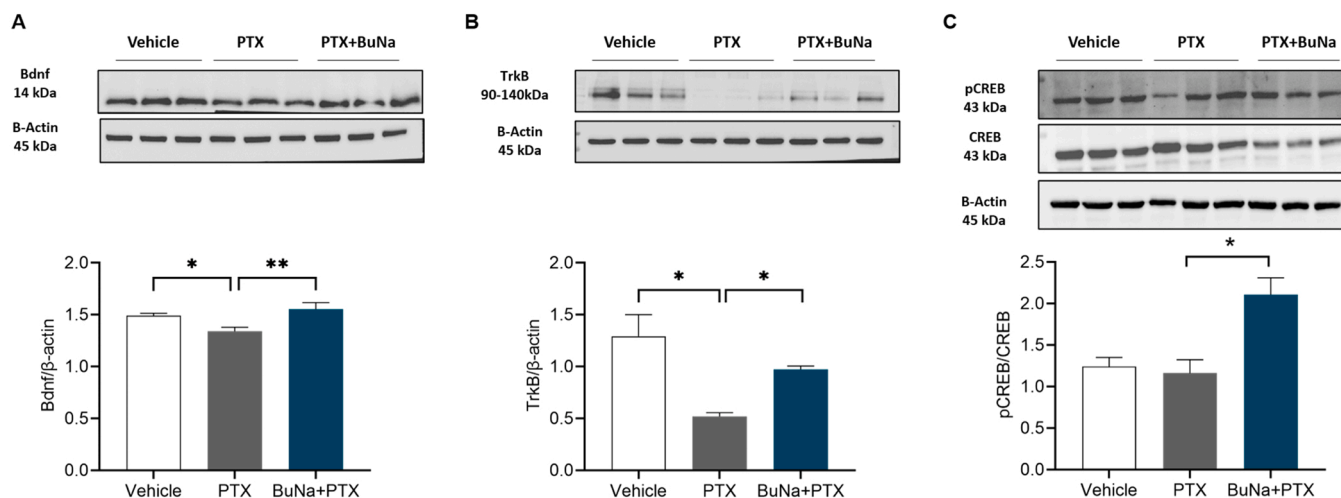 A
Vehicle PTX PTX+BuNa
Bdnf
14 kDa
B-Actin
45 kDa
Bdnf/β-actin
2.0
1.5
1.0
0.5
0.0
* **
Vehicle PTX BuNa+PTX
B
Vehicle PTX PTX+BuNa
TrkB
90-140kDa
B-Actin
45 kDa
TrkB/β-actin
2.0
1.5
1.0
0.5
0.0
* *
Vehicle PTX BuNa+PTX
C
Vehicle PTX PTX+BuNa
pCREB
43 kDa
CREB
43 kDa
B-Actin
45 kDa
pCREB/CREB
2.5
2.0
1.5
1.0
0.5
0.0
*
Vehicle PTX BuNa+PTX